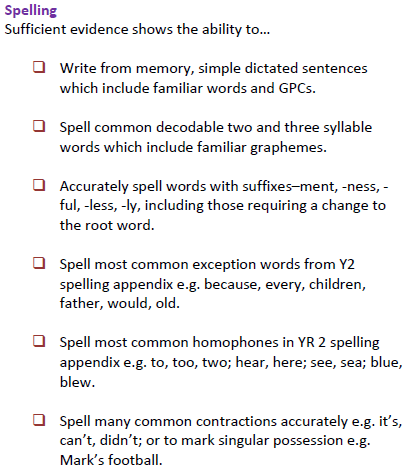 Spelling
Sufficient evidence shows the ability to…
❑ Write from memory, simple dictated sentences
which include familiar words and GPCs.
❑ Spell common decodable two and three syllable
words which include familiar graphemes.
❑ Accurately spell words with suffixes–ment, -ness, -
ful, -less, -ly, including those requiring a change to
the root word.
❑ Spell most common exception words from Y2
spelling appendix e.g. because, every, children,
father, would, old.
❑ Spell most common homophones in YR 2 spelling
appendix e.g. to, too, two; hear, here; see, sea; blue,
blew.
❑ Spell many common contractions accurately e.g. it’s,
can’t, didn’t; or to mark singular possession e.g.
Mark’s football.